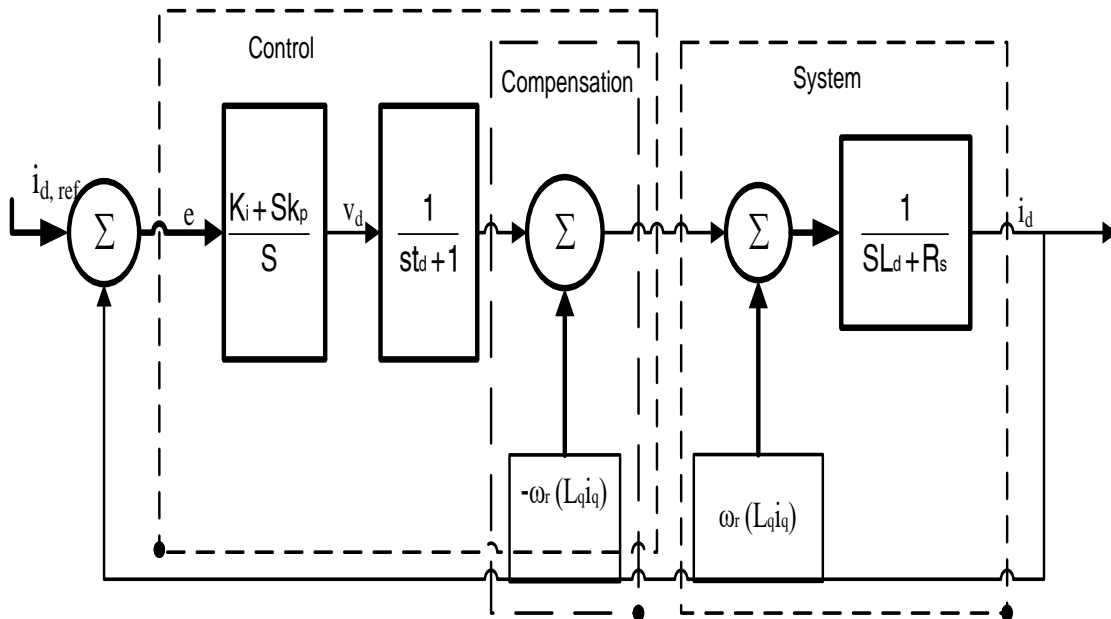 Control
Compensation
System
i_d, ref
Σ
e
K_i + Sk_p
S
v_d
1
st_d + 1
Σ
Σ
1
SL_d + R_s
i_d
-ω_r (L_q i_q)
ω_r (L_q i_q)